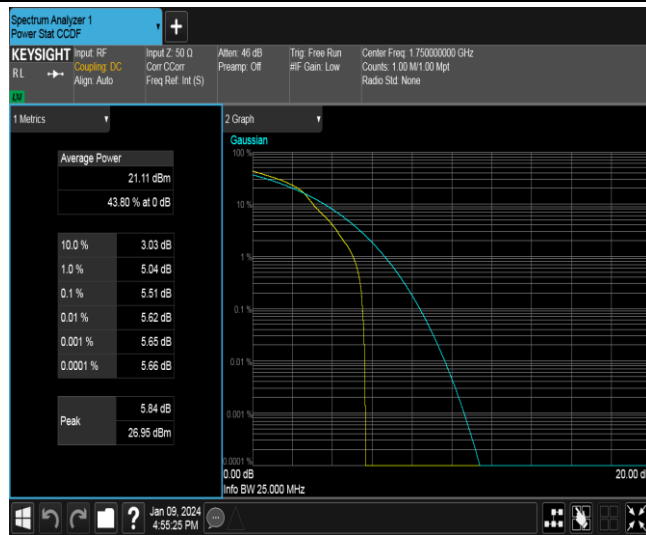 Spectrum Analyzer 1
Power Stat CCDF
+
KEYSIGHT
RL
LV
Input: RF
Coupling: DC
Align: Auto
Input Z: 50 Ω
Corr CCorr
Freq Ref: Int (S)
Atten: 46 dB
Preamp: Off
Trig: Free Run
#IF Gain: Low
Center Freq: 1.750000000 GHz
Counts: 1.00 M/1.00 Mpt
Radio Std: None
1 Metrics
Average Power
21.11 dBm
43.80 % at 0 dB
10.0 % 3.03 dB
1.0 % 5.04 dB
0.1 % 5.51 dB
0.01 % 5.62 dB
0.001 % 5.65 dB
0.0001 % 5.66 dB
Peak
5.84 dB
26.95 dBm
2 Graph
Gaussian
100 %
10 %
1 %
0.1 %
0.01 %
0.001 %
0.0001 %
0.00 dB
20.00 d
Info BW 25.000 MHz
?
Jan 09, 2024
4:55:25 PM